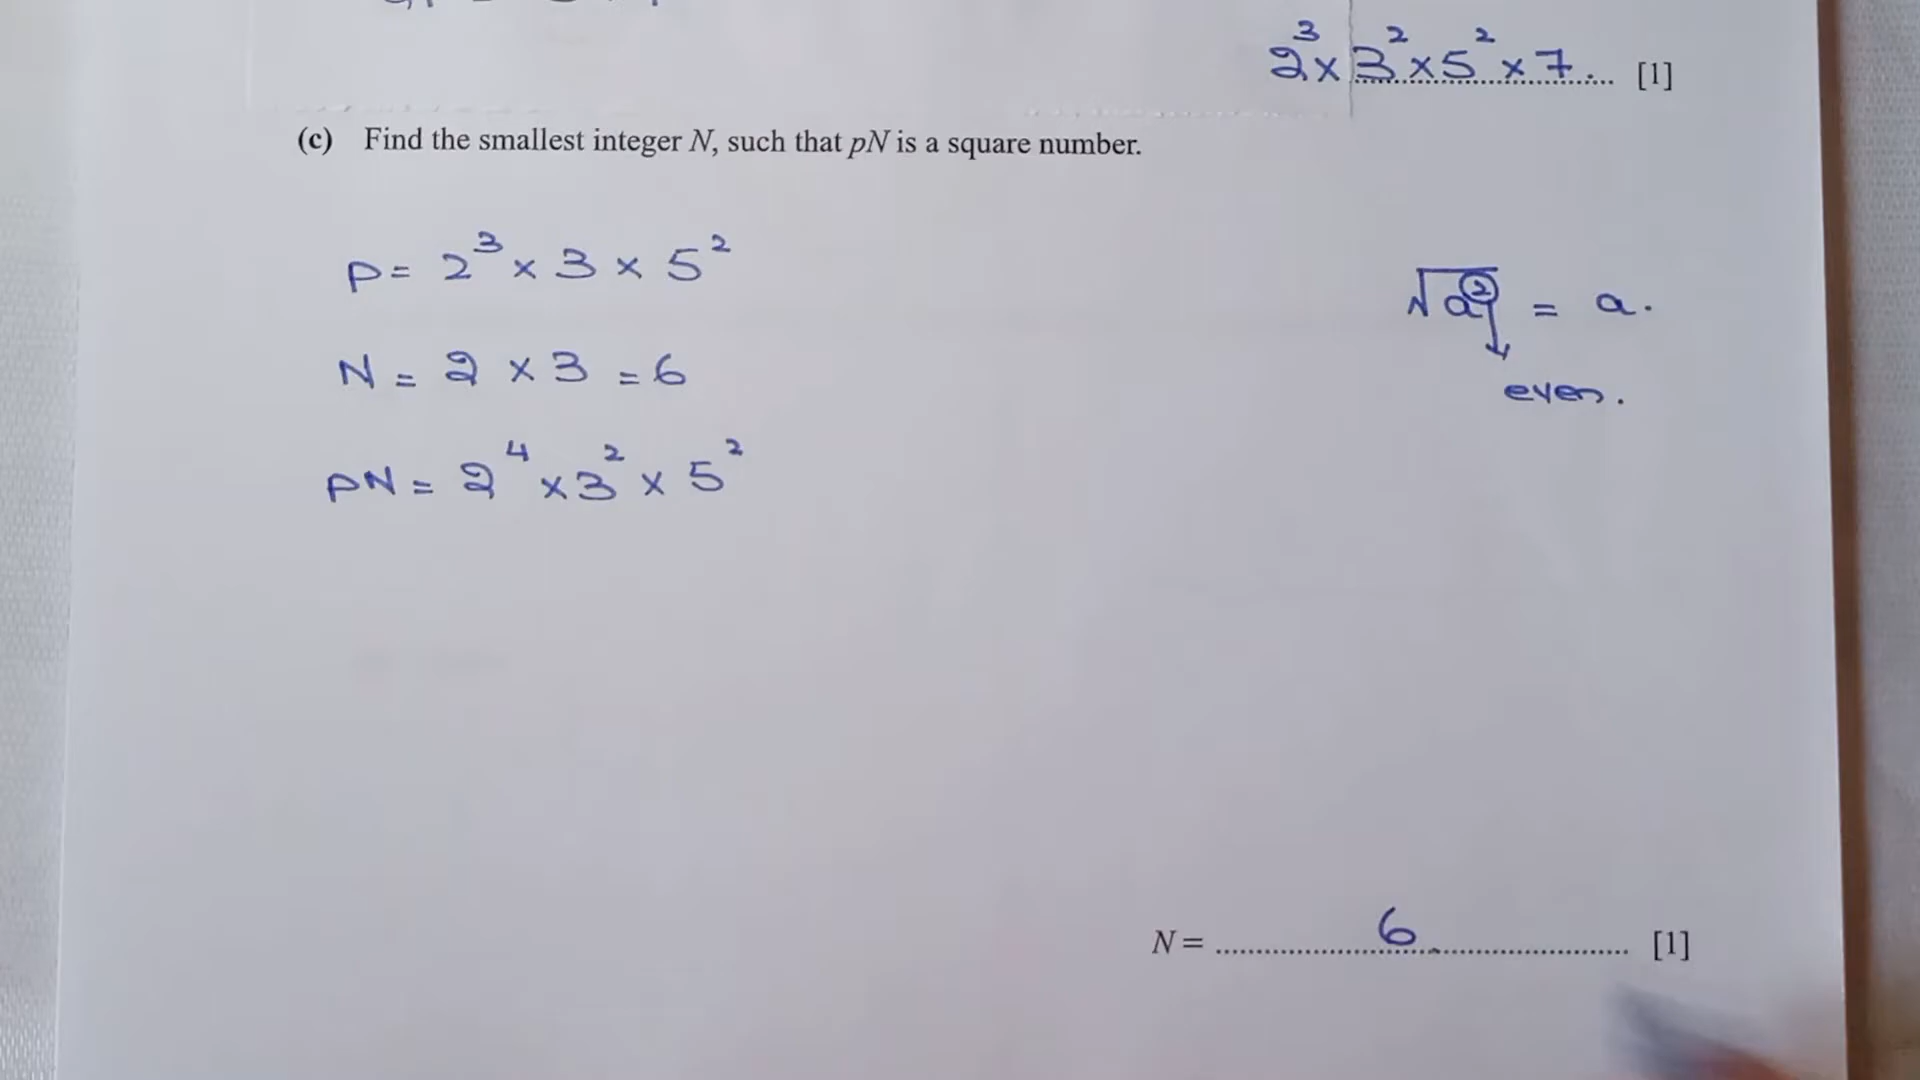 2³ × 3² × 5² × 7. [1]
(c) Find the smallest integer N, such that pN is a square number.
P = 2³ × 3 × 5²
√a² = a.
N = 2 × 3 = 6
even.
PN = 2⁴ × 3² × 5²
N = 6 [1]